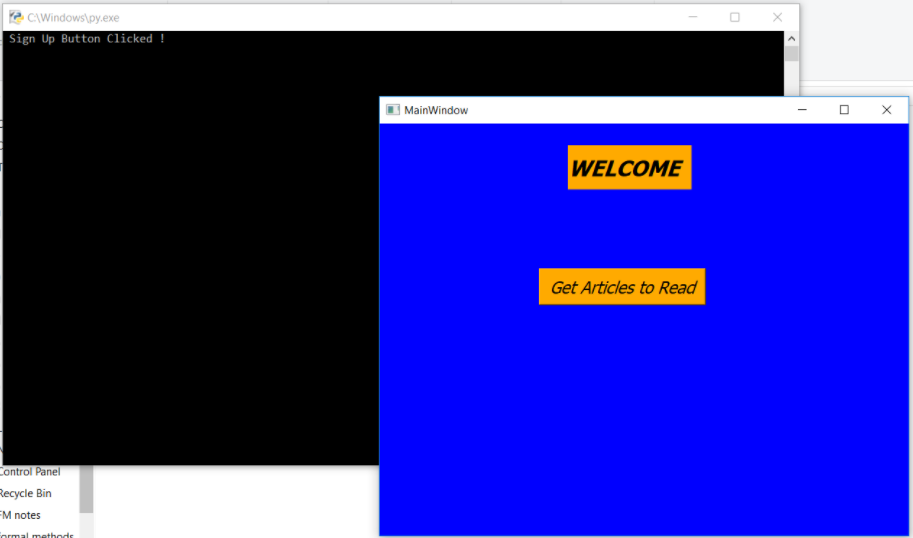 C:\Windows\py.exe
Sign Up Button Clicked !
MainWindow
WELCOME
Get Articles to Read
Control Panel
Recycle Bin
FM notes
formal methods